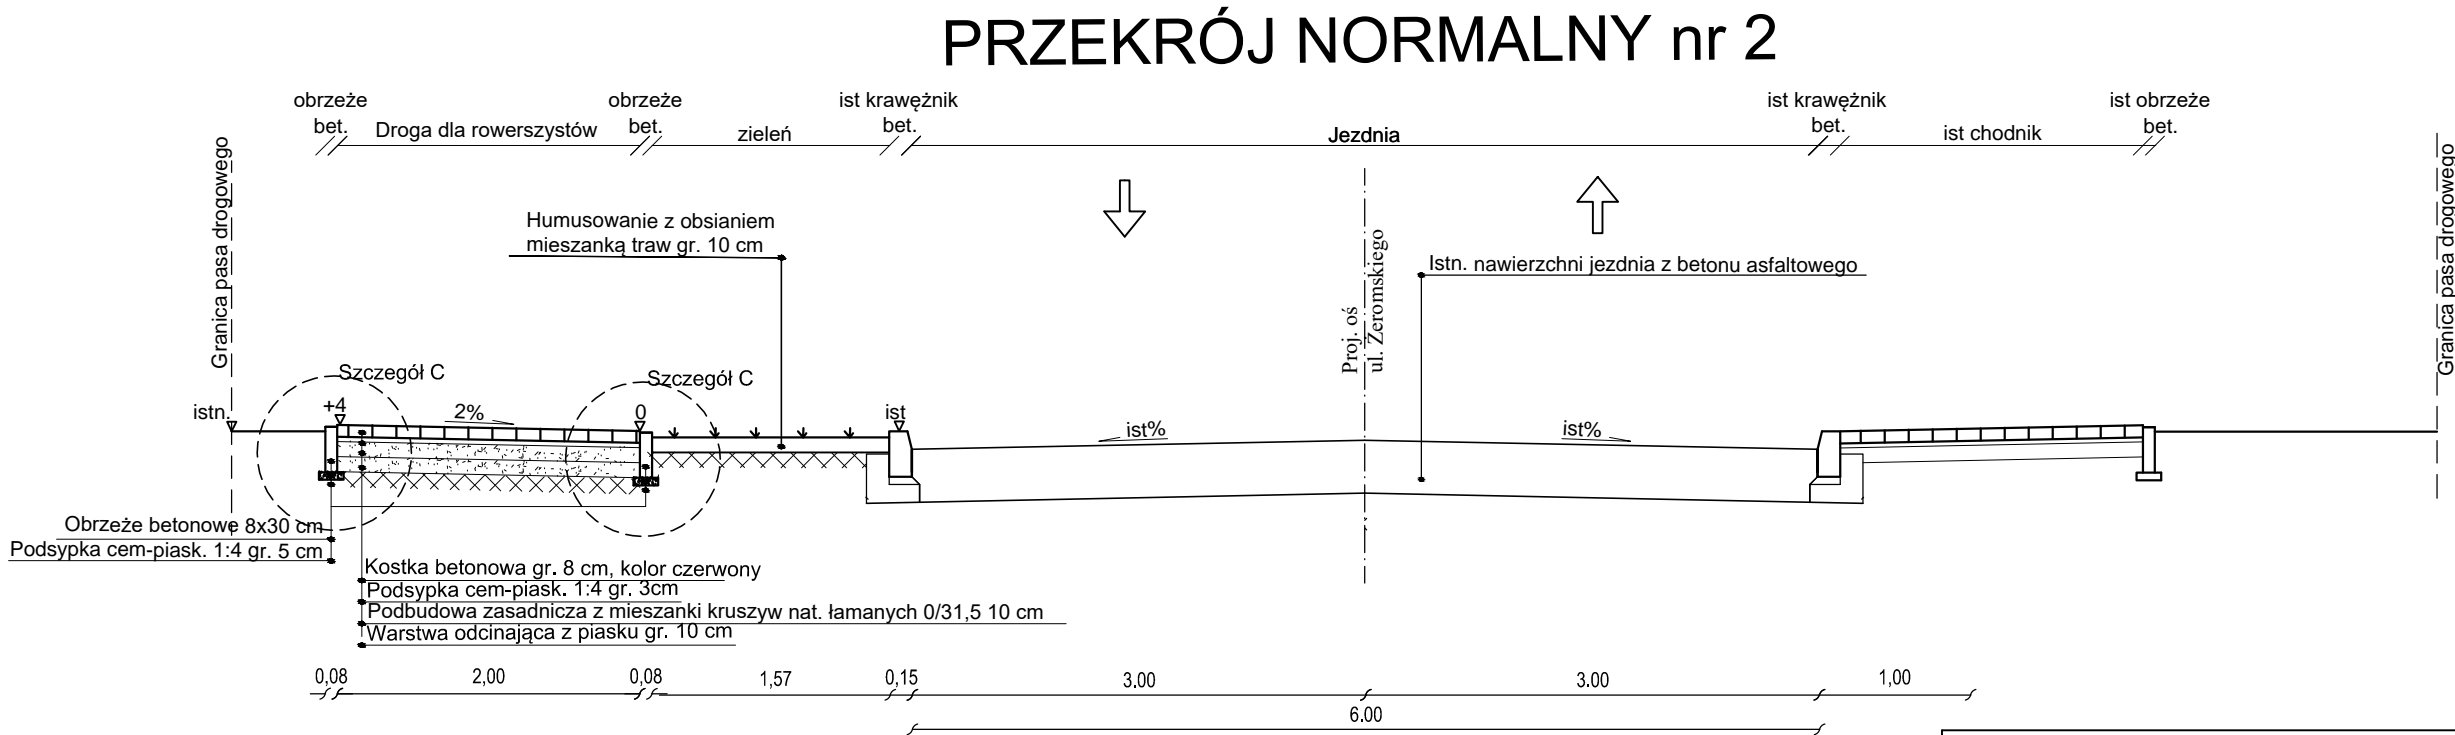 PRZEKRÓJ NORMALNY nr 2
obrzeże
bet.
Droga dla rowerszystów
obrzeże
bet.
zieleń
ist krawężnik
bet.
Jezdnia
ist krawężnik
bet.
ist chodnik
ist obrzeże
bet.
Granica pasa drogowego
Humusowanie z obsianiem
mieszanką traw gr. 10 cm
Proj. oś
ul. Zeromskiego
Istn. nawierzchni jezdnia z betonu asfaltowego
Granica pasa drogowego
Szczegół C
Szczegół C
istn.
+4
2%
0
ist
ist%
ist%
Obrzeże betonowe 8x30 cm
Podsypka cem-piask. 1:4 gr. 5 cm
Kostka betonowa gr. 8 cm, kolor czerwony
Podsypka cem-piask. 1:4 gr. 3cm
Podbudowa zasadnicza z mieszanki kruszyw nat. łamanych 0/31,5 10 cm
Warstwa odcinająca z piasku gr. 10 cm
0,08
2,00
0,08
1,57
0,15
3.00
3.00
1,00
6.00